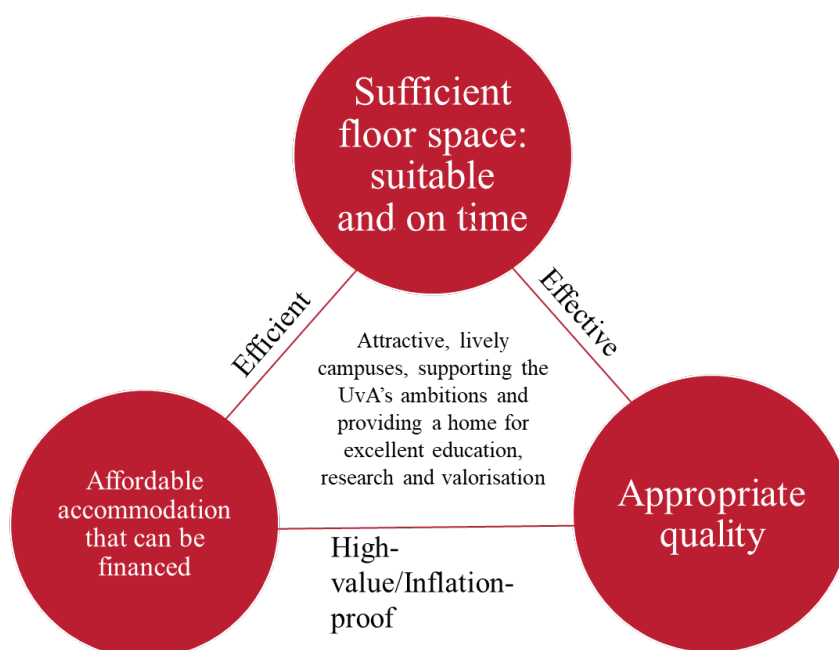 Sufficient
floor space:
suitable
and on time
Efficient
Effective
Attractive, lively
campuses, supporting the
UvA's ambitions and
providing a home for
excellent education,
research and valorisation
Affordable
accommodation
that can be
financed
Appropriate
quality
High-
value/Inflation-
proof